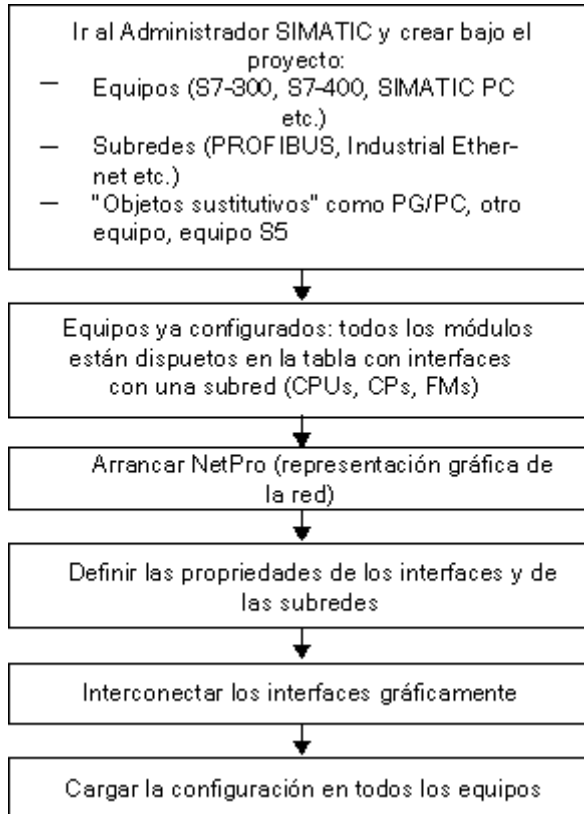 Ir al Administrador SIMATIC y crear bajo el
proyecto:
— Equipos (S7-300, S7-400, SIMATIC PC
etc.)
— Subredes (PROFIBUS, Industrial Ether-
net etc.)
— "Objetos sustitutivos" como PG/PC, otro
equipo, equipo S5
Equipos ya configurados: todos los módulos
están dispuetos en la tabla con interfaces
con una subred (CPUs, CPs, FMs)
Arrancar NetPro (representación gráfica de
la red)
Definir las propriedades de los interfaces y de
las subredes
Interconectar los interfaces gráficamente
Cargar la configuración en todos los equipos